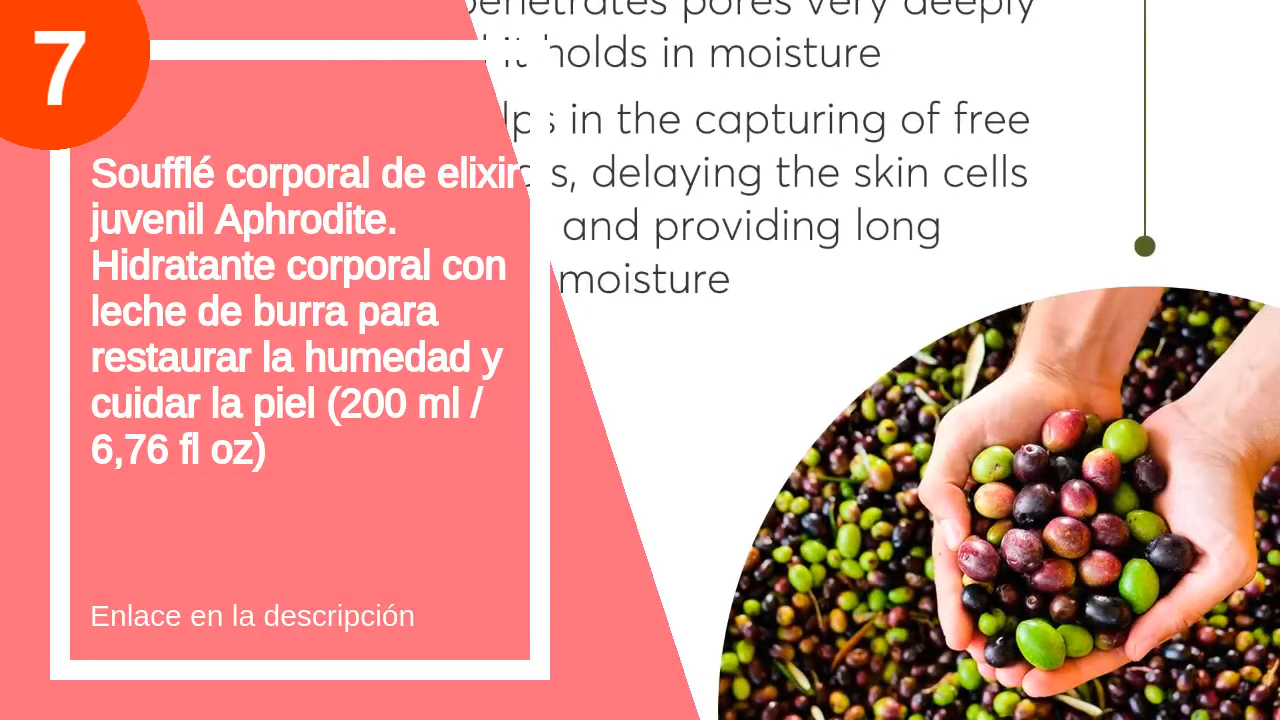 7
Soufflé corporal de elixir
juvenil Aphrodite.
Hidratante corporal con
leche de burra para
restaurar la humedad y
cuidar la piel (200 ml /
6,76 fl oz)
Enlace en la descripción
penetrates pores very deeply
it holds in moisture
in the capturing of free
delaying the skin cells
and providing long
moisture